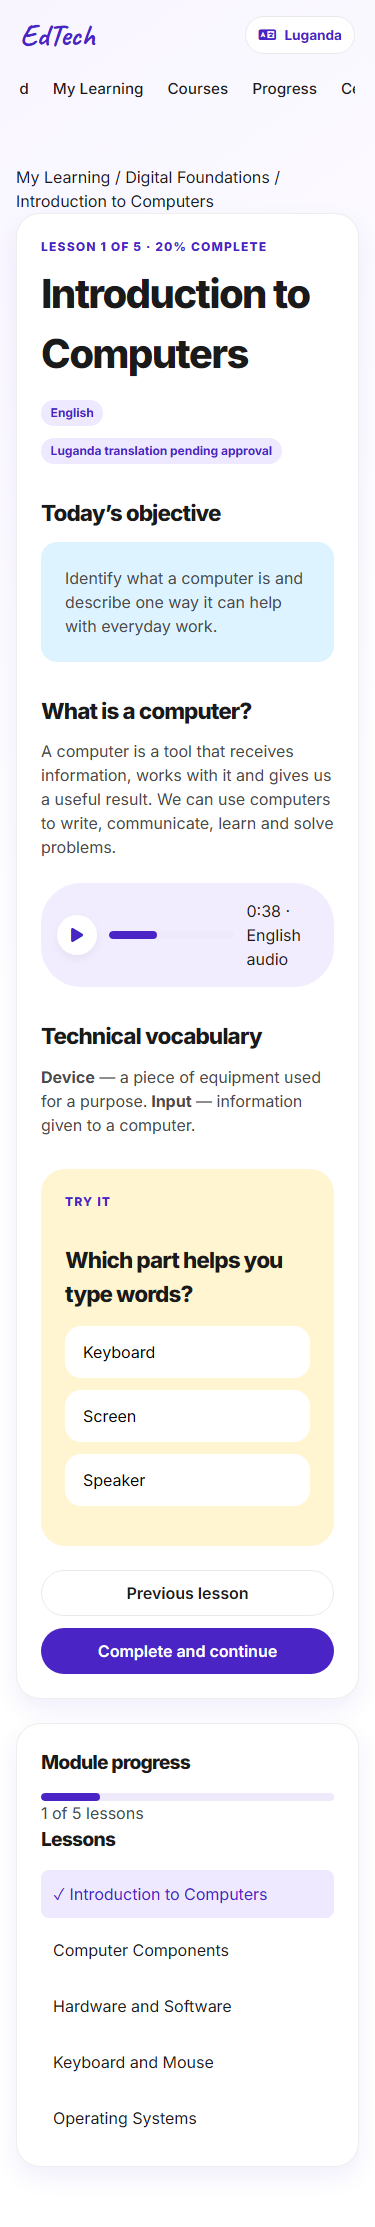 EdTech
Luganda
d My Learning Courses Progress Ce
My Learning / Digital Foundations /
Introduction to Computers
LESSON 1 OF 5 · 20% COMPLETE
Introduction to
Computers
English
Luganda translation pending approval
Today’s objective
Identify what a computer is and
describe one way it can help
with everyday work.
What is a computer?
A computer is a tool that receives
information, works with it and gives us
a useful result. We can use computers
to write, communicate, learn and solve
problems.
0:38 ·
English
audio
Technical vocabulary
Device — a piece of equipment used
for a purpose. Input — information
given to a computer.
TRY IT
Which part helps you
type words?
Keyboard
Screen
Speaker
Previous lesson
Complete and continue
Module progress
1 of 5 lessons
Lessons
✓ Introduction to Computers
Computer Components
Hardware and Software
Keyboard and Mouse
Operating Systems